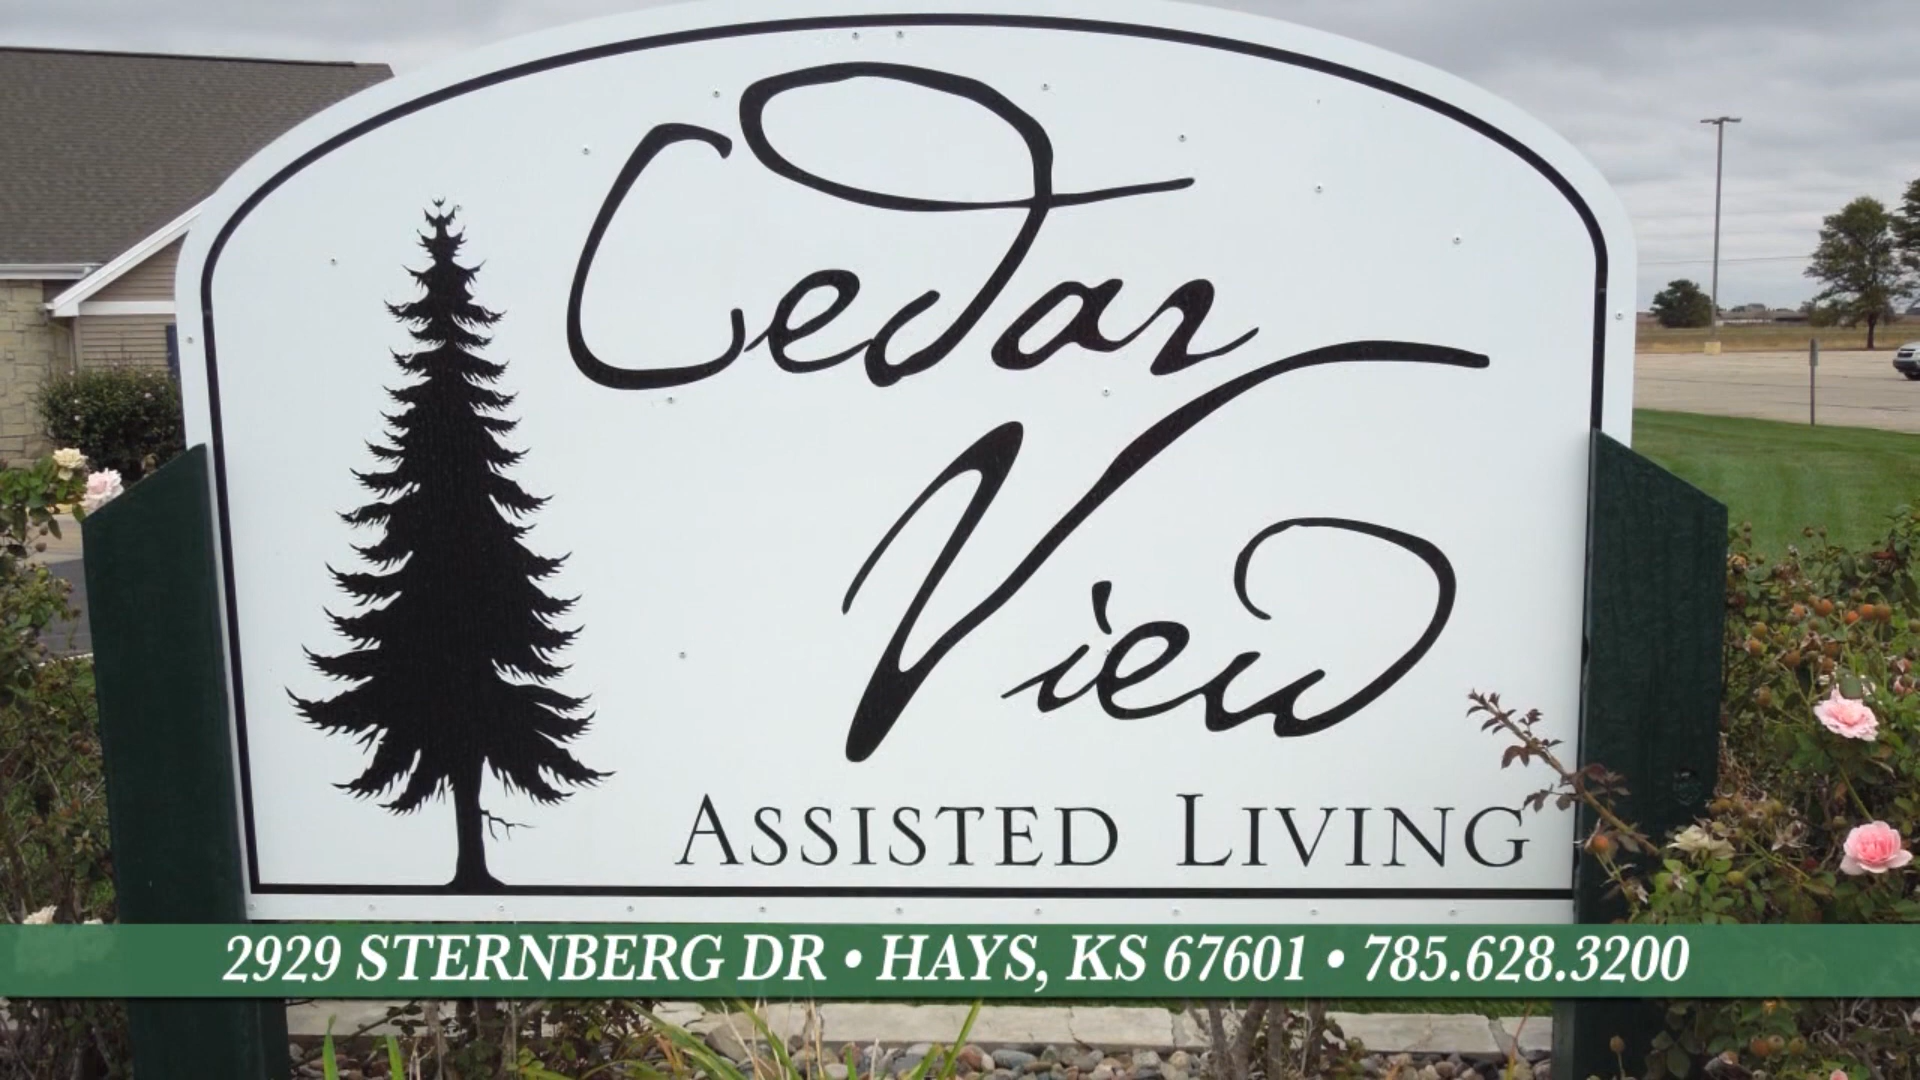 Cedar
View
ASSISTED LIVING
2929 STERNBERG DR • HAYS, KS 67601 • 785.628.3200